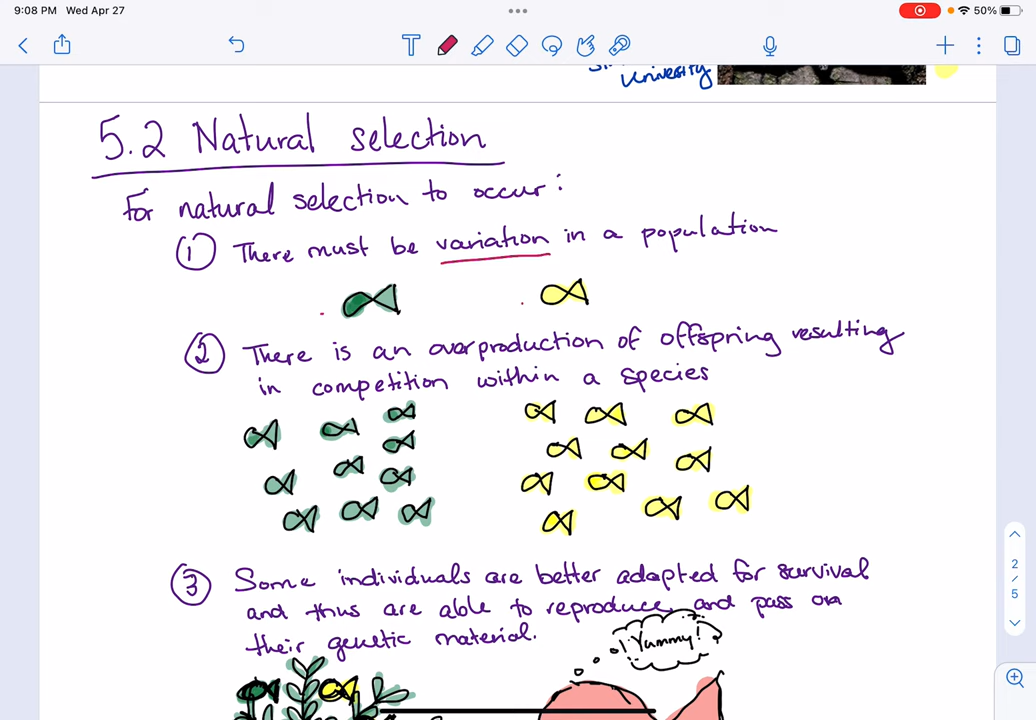 9:08 PM Wed Apr 27
50%
University
5.2 Natural selection
For natural selection to occur:
1 There must be variation in a population
2 There is an overproduction of offspring resulting
in competition within a species
3 Some individuals are better adapted for survival
and thus are able to reproduce and pass on
their genetic material.
Yummy!
2
/
5